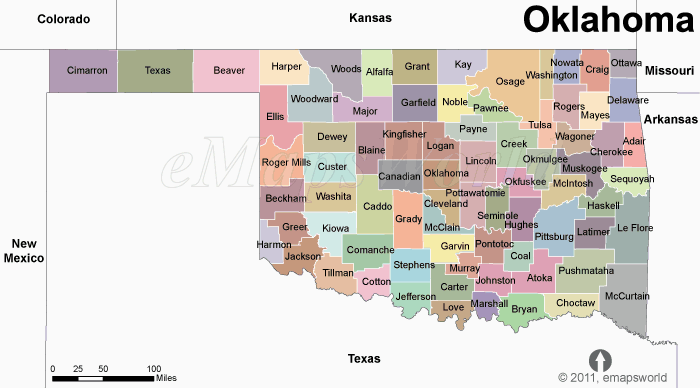 Oklahoma
Colorado
Kansas
Missouri
Arkansas
New
Mexico
Texas
Cimarron
Texas
Beaver
Harper
Woods
Alfalfa
Grant
Kay
Osage
Washington
Nowata
Craig
Ottawa
Ellis
Woodward
Major
Garfield
Noble
Pawnee
Rogers
Mayes
Delaware
Dewey
Blaine
Kingfisher
Logan
Payne
Creek
Tulsa
Wagoner
Cherokee
Adair
Roger Mills
Custer
Canadian
Oklahoma
Lincoln
Okmulgee
Okfuskee
Muskogee
McIntosh
Sequoyah
Beckham
Washita
Caddo
Grady
Cleveland
McClain
Pottawatomie
Seminole
Hughes
Haskell
Pittsburg
Latimer
Le Flore
Greer
Kiowa
Harmon
Jackson
Comanche
Garvin
Pontotoc
Coal
Tillman
Cotton
Stephens
Murray
Johnston
Atoka
Pushmataha
McCurtain
Jefferson
Carter
Love
Marshall
Bryan
Choctaw
eMapsWorld
0 25 50 100
Miles
© 2011, emapsworld